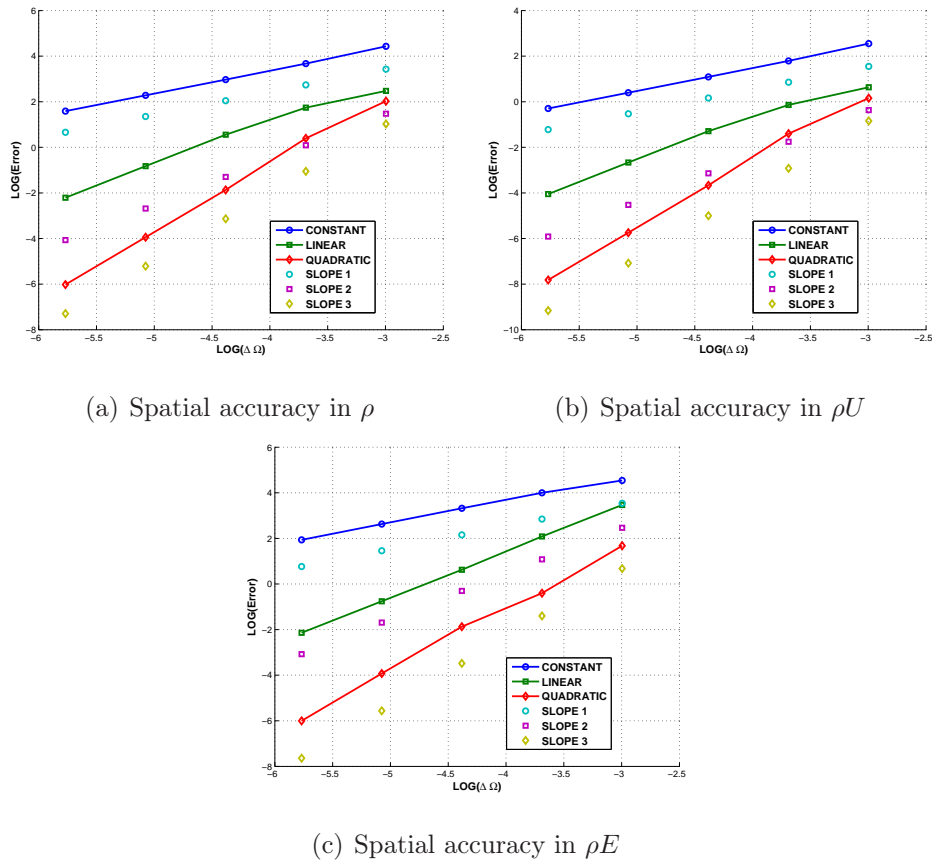 6
4
2
0
−2
−4
−6
−8
−6 −5.5 −5 −4.5 −4 −3.5 −3 −2.5
LOG(Error)
LOG(Δ Ω)
CONSTANT
LINEAR
QUADRATIC
SLOPE 1
SLOPE 2
SLOPE 3
(a) Spatial accuracy in ρ
4
2
0
−2
−4
−6
−8
−10
−6 −5.5 −5 −4.5 −4 −3.5 −3 −2.5
LOG(Error)
LOG(Δ Ω)
CONSTANT
LINEAR
QUADRATIC
SLOPE 1
SLOPE 2
SLOPE 3
(b) Spatial accuracy in ρU
6
4
2
0
−2
−4
−6
−8
−6 −5.5 −5 −4.5 −4 −3.5 −3 −2.5
LOG(Error)
LOG(Δ Ω)
CONSTANT
LINEAR
QUADRATIC
SLOPE 1
SLOPE 2
SLOPE 3
(c) Spatial accuracy in ρE